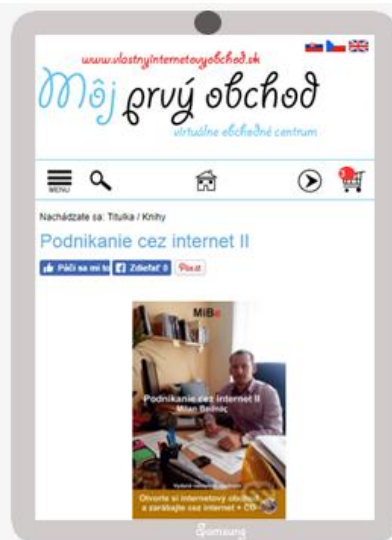 www.vlastnyinternetovyobchod.sk
Môj prvý obchod
virtuálne obchodné centrum
MENU
Nachádzate sa: Titulka / Knihy
Podnikanie cez internet II
Páči sa mi to
Zdieľať 0
Pin it
MiBe
Podnikanie cez internet II
Milan Bednáč
Otvorte si internetový obchod
a zarábajte cez internet + CD
Samsung